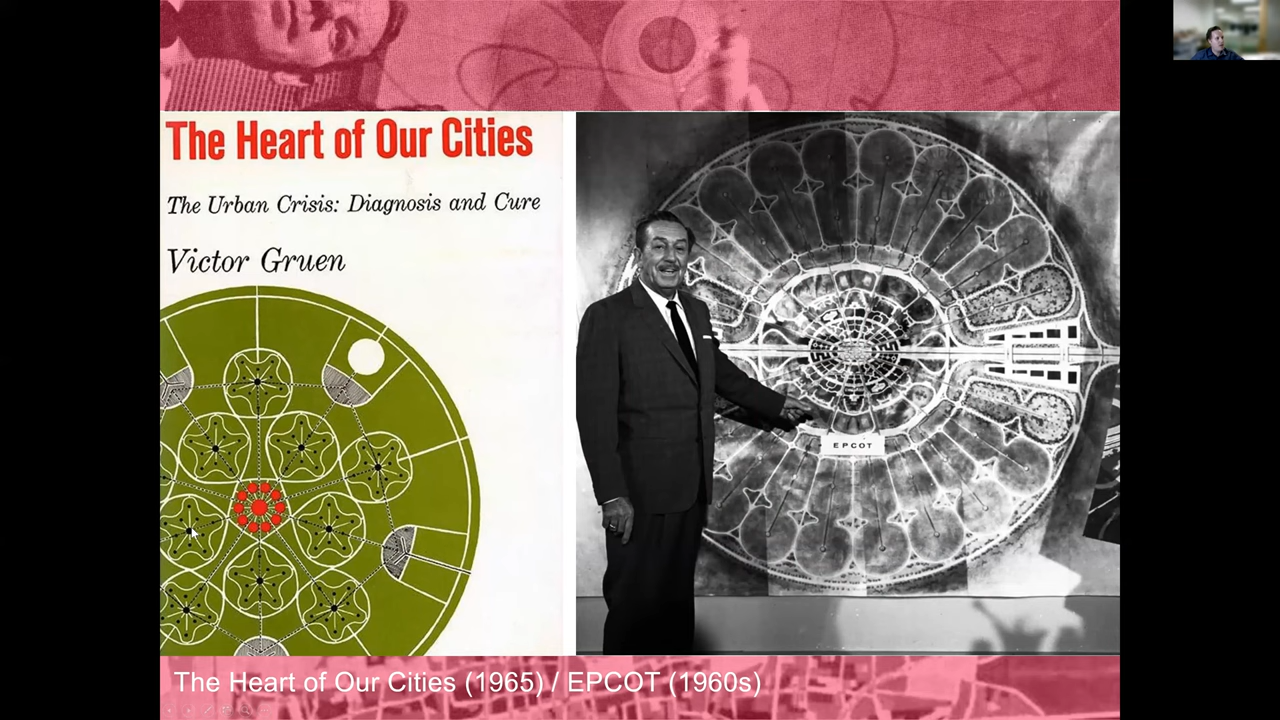 The Heart of Our Cities
The Urban Crisis: Diagnosis and Cure
Victor Gruen
EPCOT
The Heart of Our Cities (1965) / EPCOT (1960s)